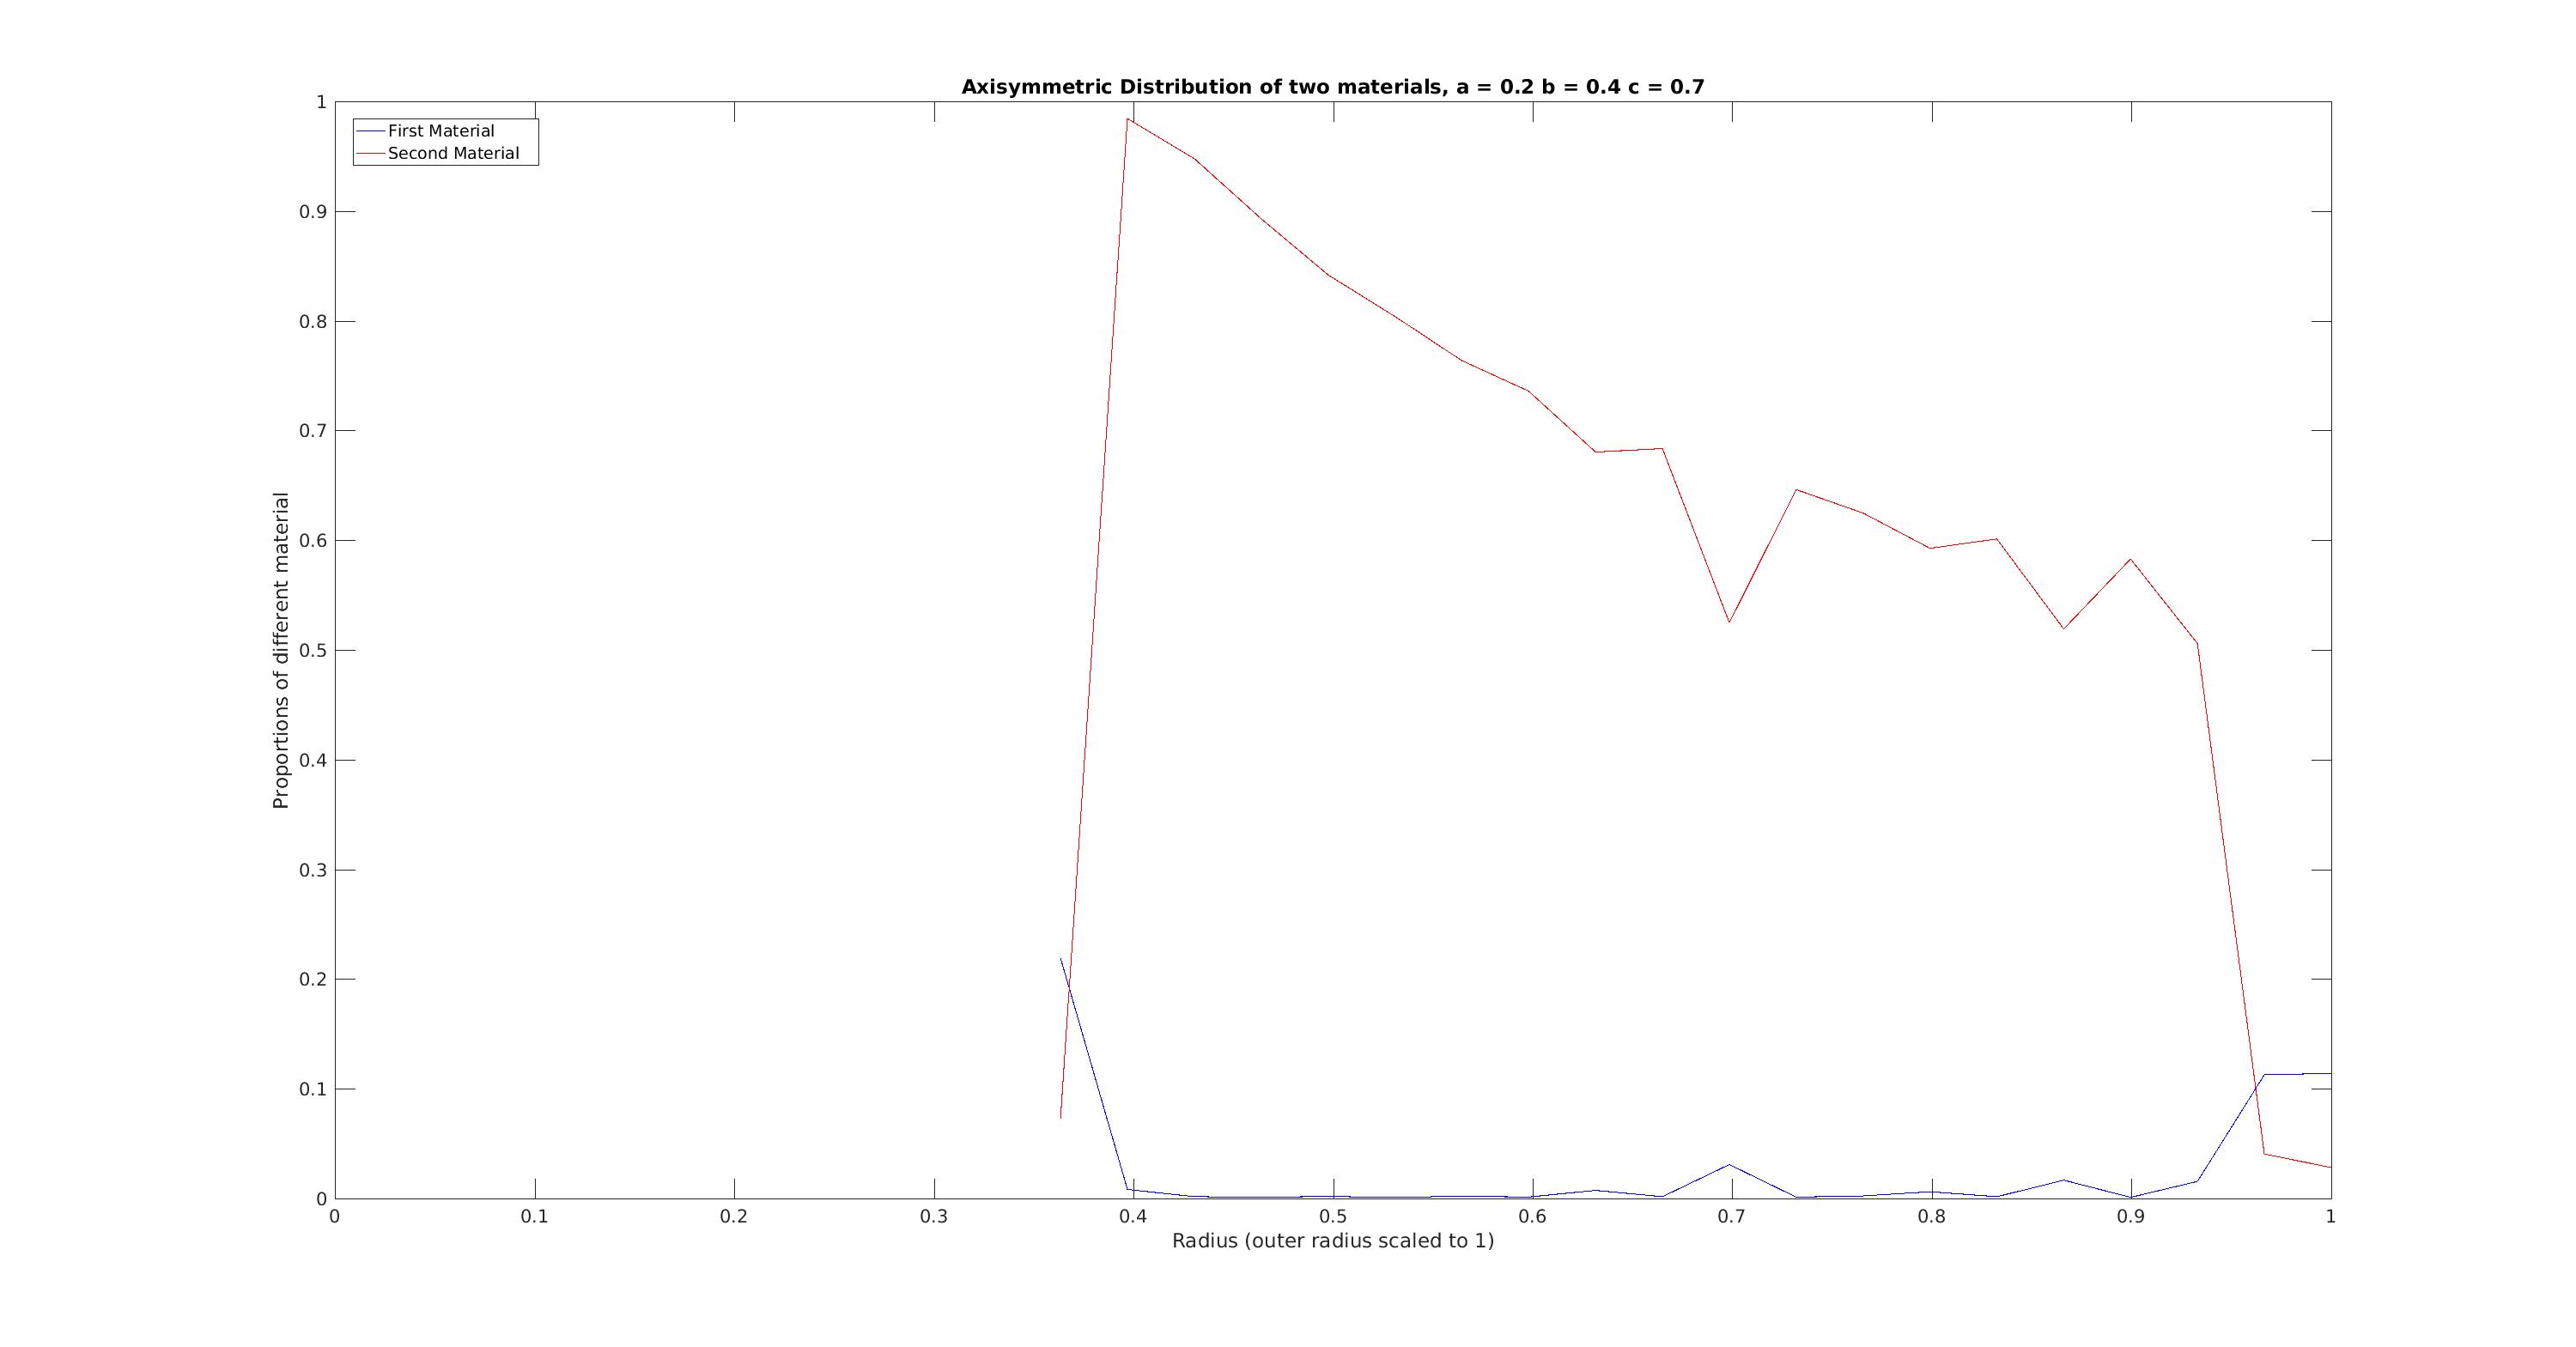 Axisymmetric Distribution of two materials, a = 0.2 b = 0.4 c = 0.7
First Material
Second Material
Proportions of different material
1
0.9
0.8
0.7
0.6
0.5
0.4
0.3
0.2
0.1
0
0 0.1 0.2 0.3 0.4 0.5 0.6 0.7 0.8 0.9 1
Radius (outer radius scaled to 1)